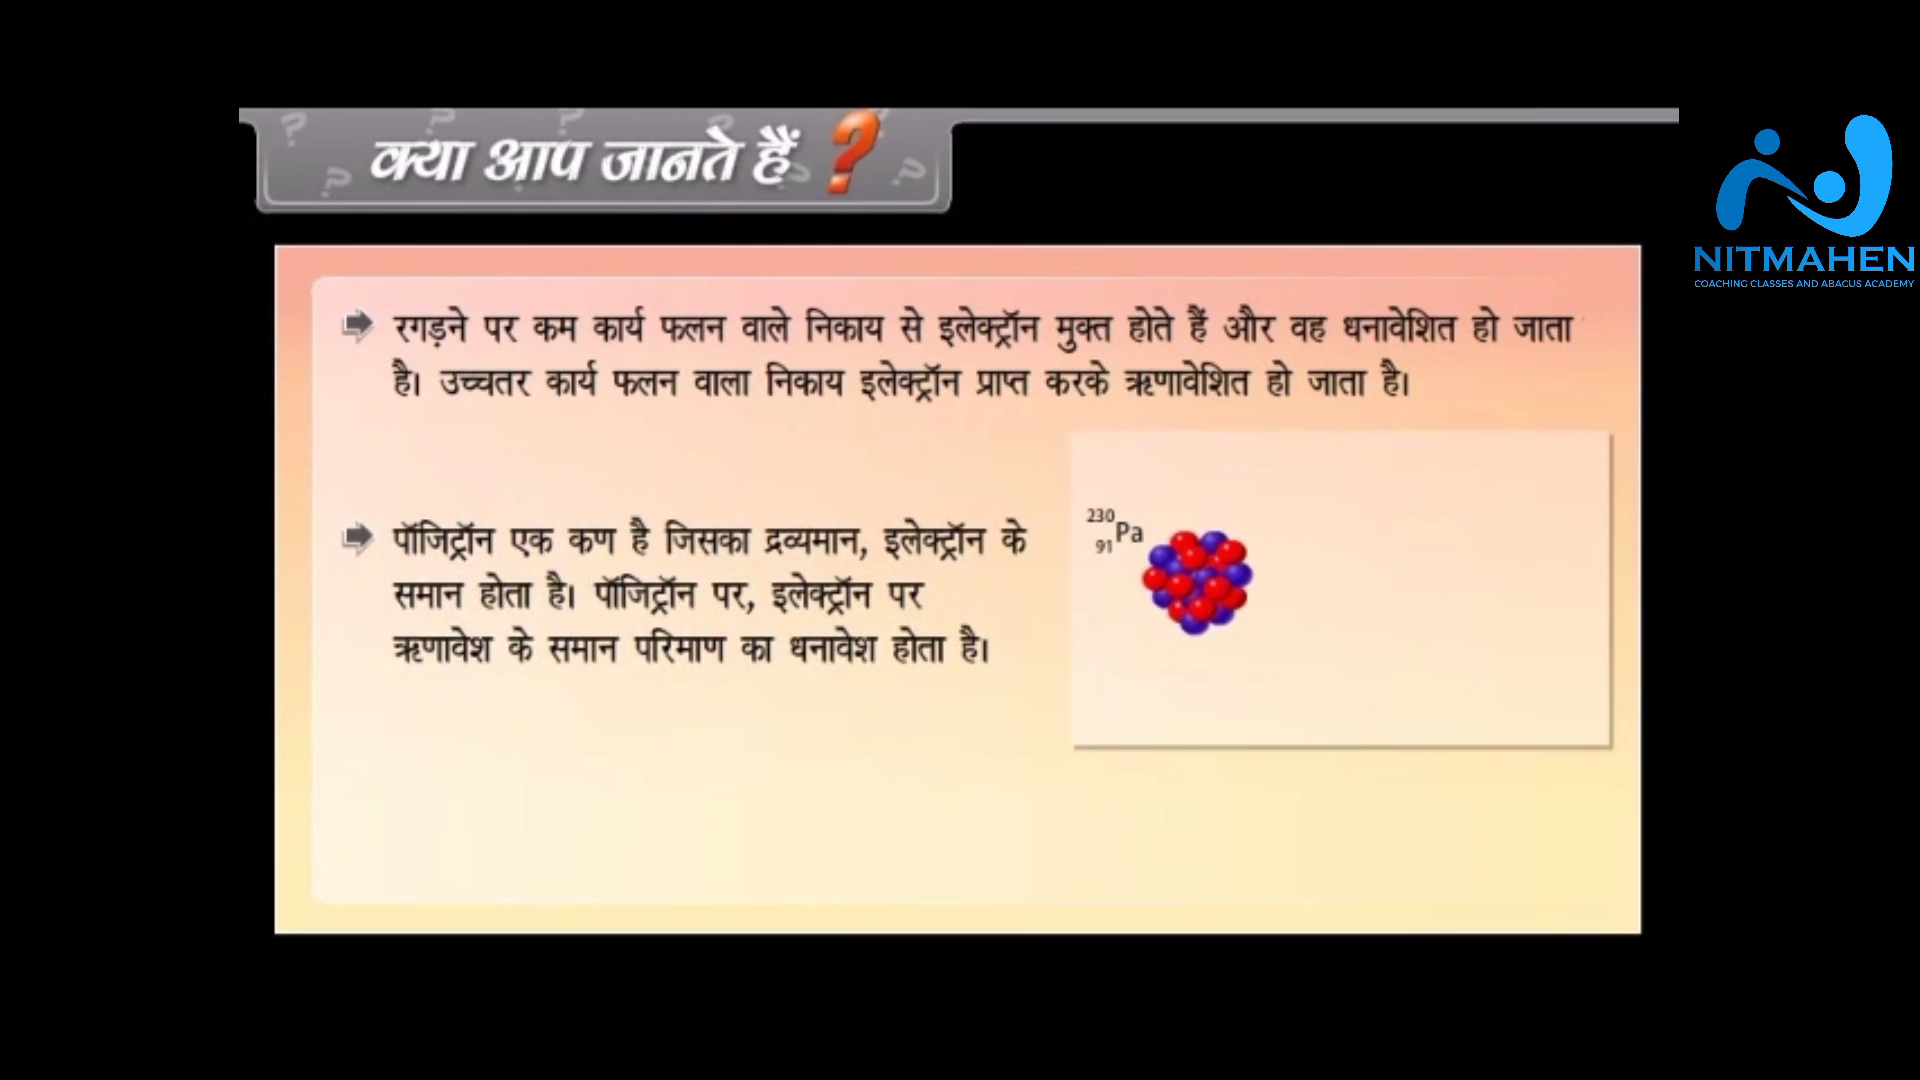 क्या आप जानते हैं ?
NITMAHEN
COACHING CLASSES AND ABACUS ACADEMY
रगड़ने पर कम कार्य फलन वाले निकाय से इलेक्ट्रॉन मुक्त होते हैं और वह धनावेशित हो जाता
है। उच्चतर कार्य फलन वाला निकाय इलेक्ट्रॉन प्राप्त करके ऋणावेशित हो जाता है।
पॉजिट्रॉन एक कण है जिसका द्रव्यमान, इलेक्ट्रॉन के
समान होता है। पॉजिट्रॉन पर, इलेक्ट्रॉन पर
ऋणावेश के समान परिमाण का धनावेश होता है।
230
91 Pa